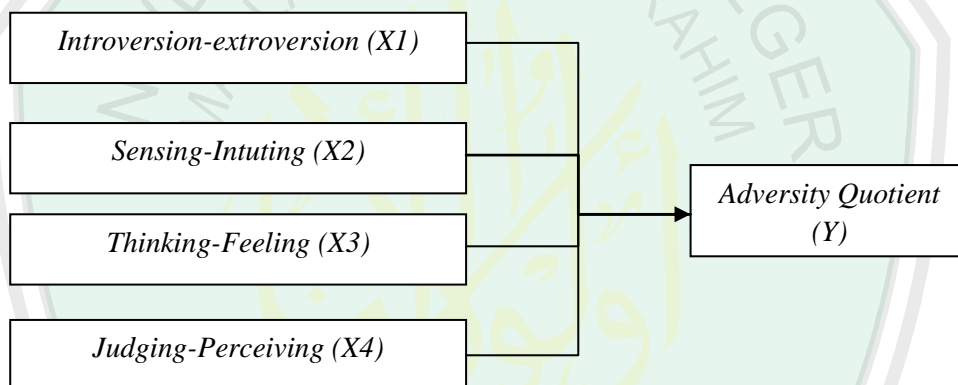 Introversion-extroversion (X1)
Sensing-Intuting (X2)
Thinking-Feeling (X3)
Judging-Perceiving (X4)
Adversity Quotient
(Y)